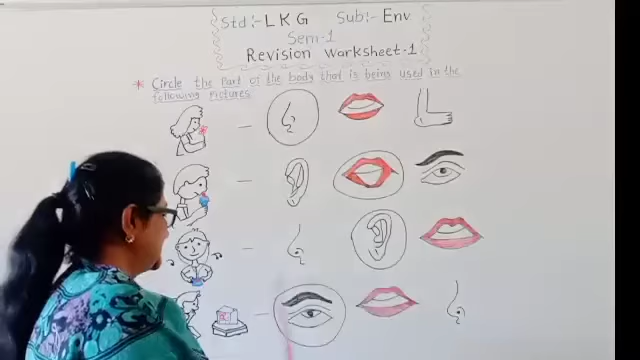 Std:- L K G Sub:- Env
Sem-1
Revision Worksheet-1
* Circle the Part of the body that is being used in the
following Pictures